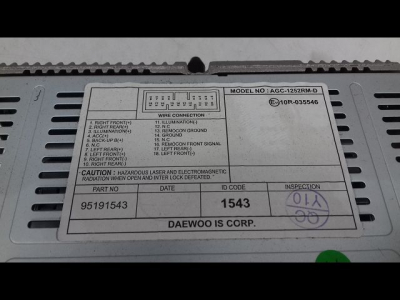 MODEL NO : AGC-1252RM-D
10R-035546
WIRE CONNECTION
1. RIGHT FRONT(+)
2. RIGHT REAR(+)
3. ILLUMINATION(+)
4. ACC(+)
5. BACK-UP B(+)
6. N.C
7. LEFT REAR(+)
8. LEFT FRONT(+)
9. RIGHT FRONT(-)
10. RIGHT REAR(-)
11. ILLUMINATION(-)
12. N.C
13. REMOCON GROUND
14. GROUND
15. N.C
16. REMOCON FRONT SIGNAL
17. LEFT REAR(-)
18. LEFT FRONT(-)
CAUTION : HAZARDOUS LASER AND ELECTROMAGNETIC
RADIATION WHEN OPEN AND INTER LOCK DEFEATED.
PART NO DATE ID CODE INSPECTION
95191543 1543 QC Y10
DAEWOO IS CORP.